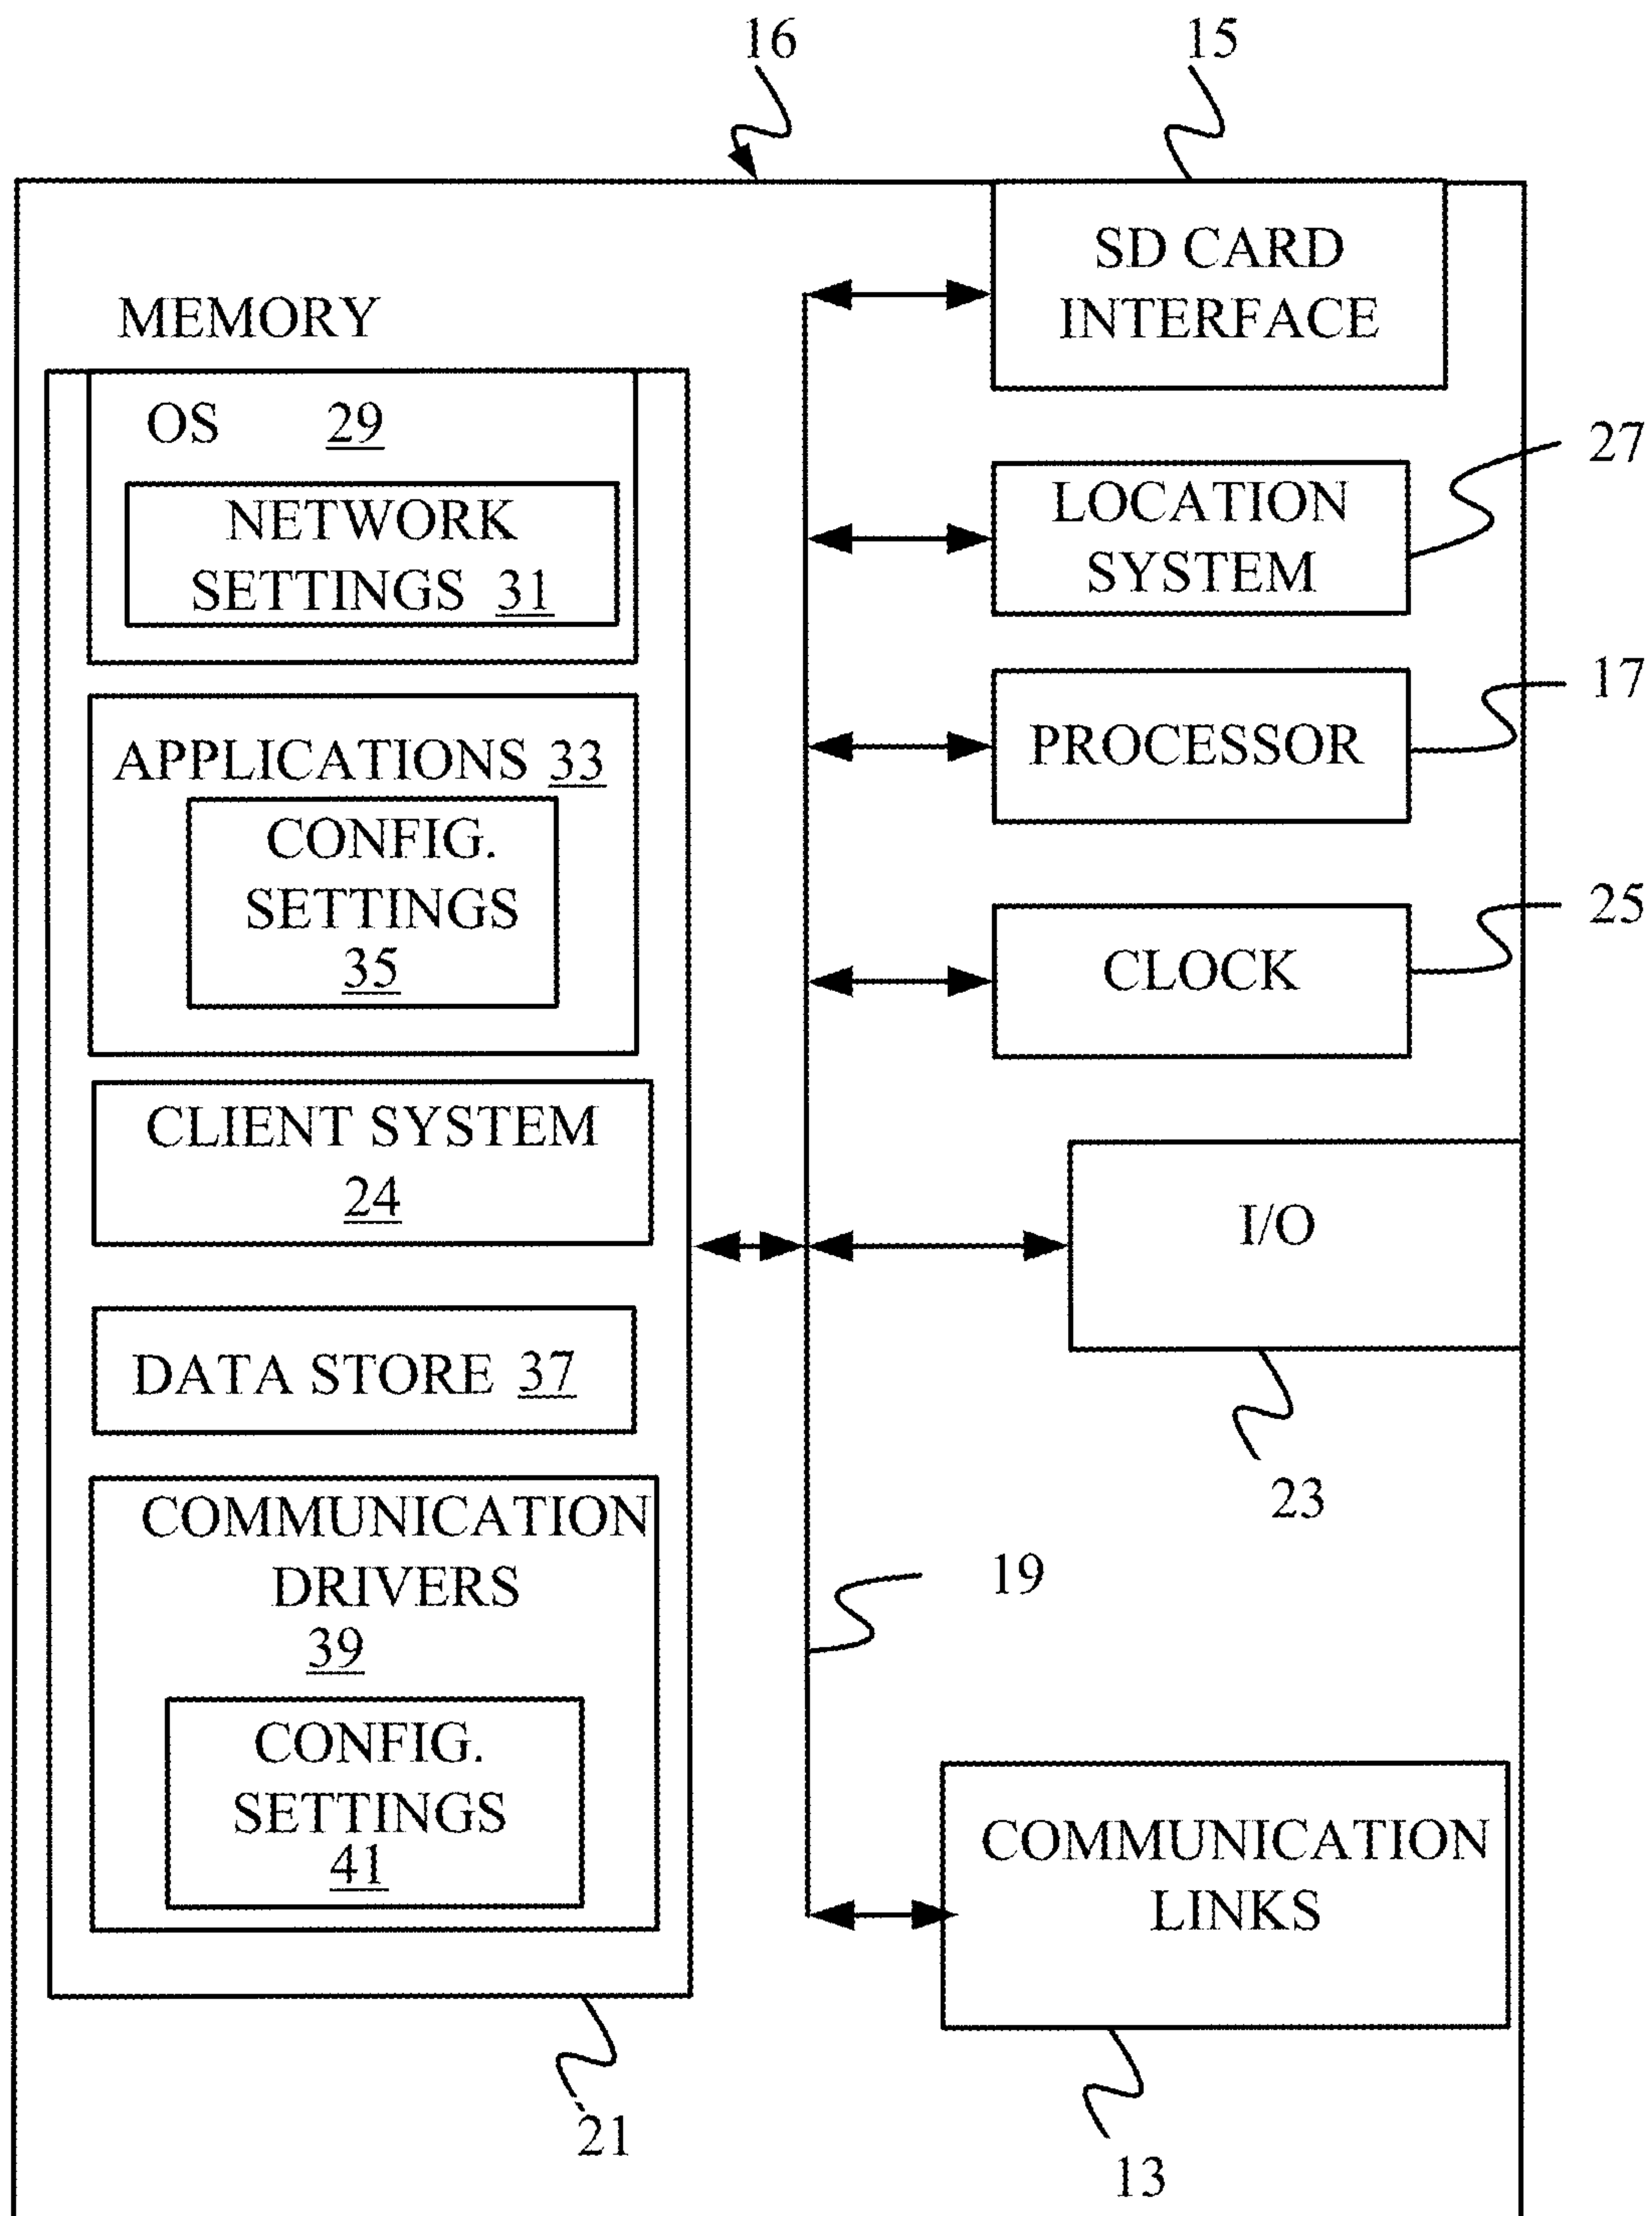 16
15
SD CARD
INTERFACE
MEMORY
OS 29
NETWORK
SETTINGS 31
27
LOCATION
SYSTEM
17
PROCESSOR
APPLICATIONS 33
CONFIG.
SETTINGS
35
25
CLOCK
CLIENT SYSTEM
24
I/O
23
DATA STORE 37
COMMUNICATION
DRIVERS
39
CONFIG.
SETTINGS
41
19
COMMUNICATION
LINKS
21
13